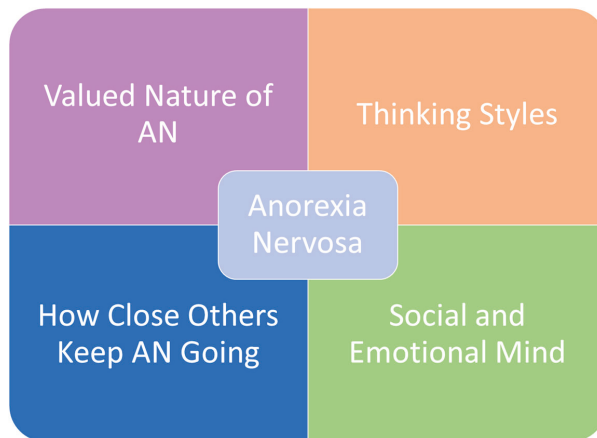 Valued Nature of
AN
Thinking Styles
Anorexia
Nervosa
How Close Others
Keep AN Going
Social and
Emotional Mind